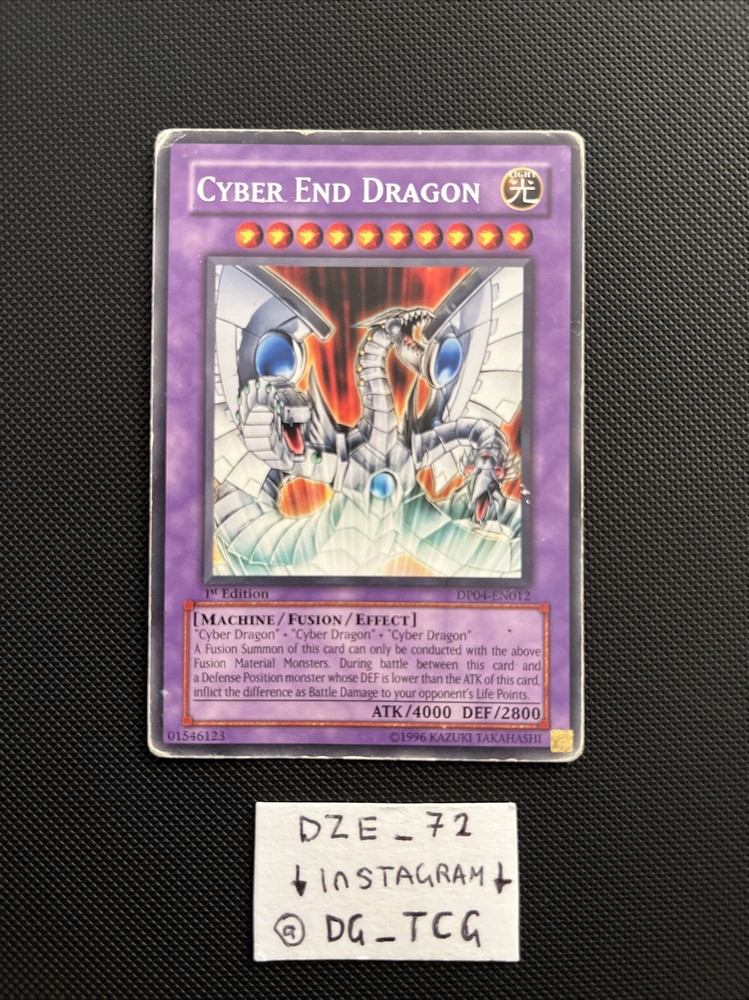 CYBER END DRAGON
LIGHT
光
1st Edition
DP04-EN012
[MACHINE/FUSION/EFFECT]
"Cyber Dragon" + "Cyber Dragon" + "Cyber Dragon"
A Fusion Summon of this card can only be conducted with the above
Fusion Material Monsters. During battle between this card and
a Defense Position monster whose DEF is lower than the ATK of this card,
inflict the difference as Battle Damage to your opponent's Life Points.
ATK/4000 DEF/2800
01546123
©1996 KAZUKI TAKAHASHI
DZE_72
↓ INSTAGRAM ↓
@ DG_TCG